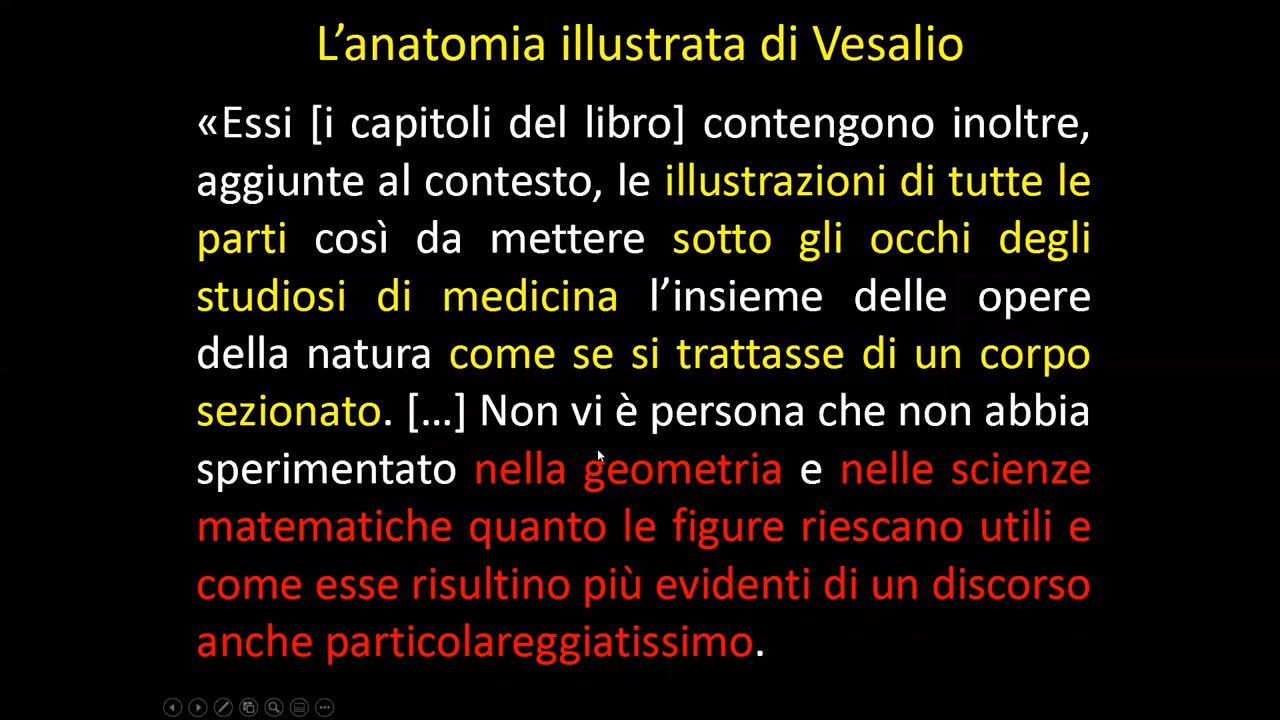 L’anatomia illustrata di Vesalio
«Essi [i capitoli del libro] contengono inoltre,
aggiunte al contesto, le illustrazioni di tutte le
parti così da mettere sotto gli occhi degli
studiosi di medicina l’insieme delle opere
della natura come se si trattasse di un corpo
sezionato. […] Non vi è persona che non abbia
sperimentato nella geometria e nelle scienze
matematiche quanto le figure riescano utili e
come esse risultino più evidenti di un discorso
anche particolareggiatissimo.